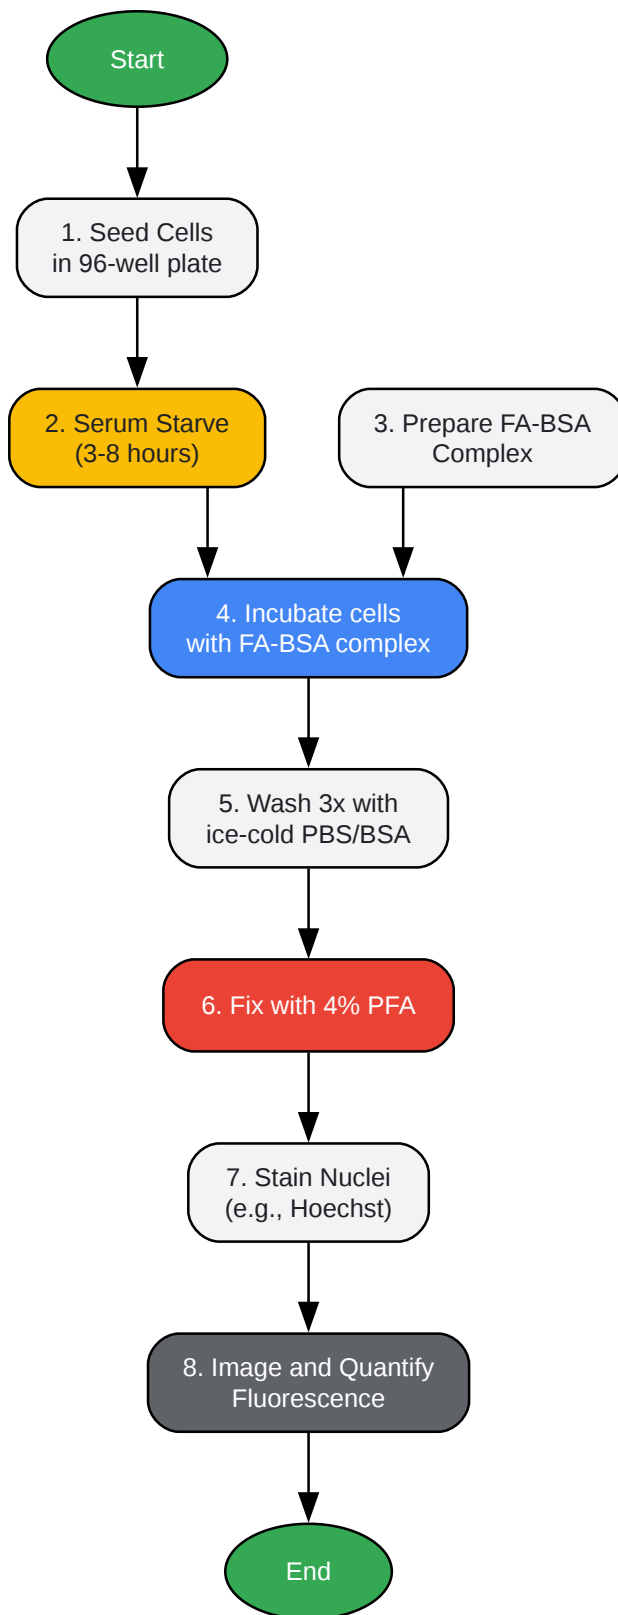 Start
1. Seed Cells
in 96-well plate
2. Serum Starve
(3-8 hours)
3. Prepare FA-BSA
Complex
4. Incubate cells
with FA-BSA complex
5. Wash 3x with
ice-cold PBS/BSA
6. Fix with 4% PFA
7. Stain Nuclei
(e.g., Hoechst)
8. Image and Quantify
Fluorescence
End